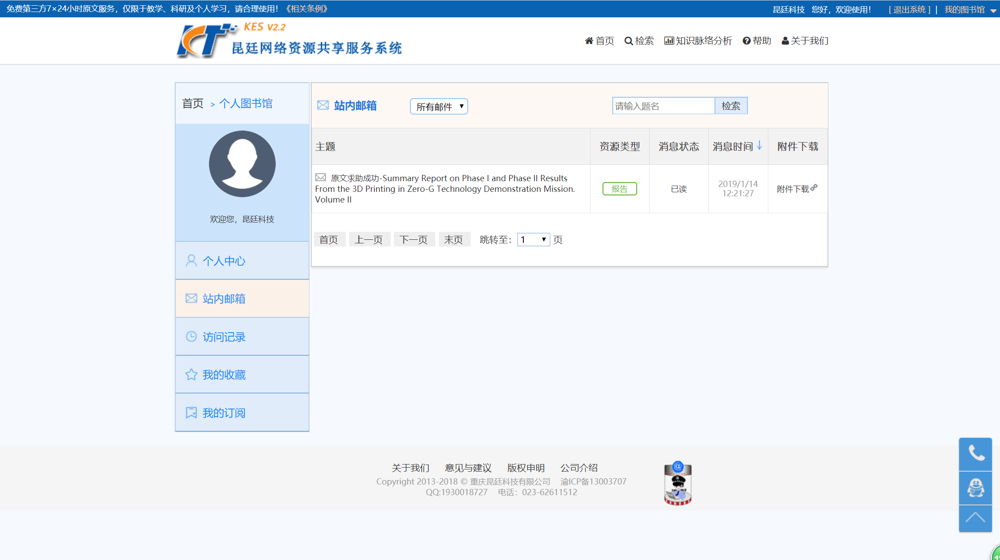 免费第三方7×24小时原文服务，仅限于教学、科研及个人学习，请合理使用！《相关条例》
昆廷科技 您好，欢迎使用！ [ 退出系统 ] | 我的图书馆
KES V2.2
昆廷网络资源共享服务系统
首页 检索 知识脉络分析 帮助 关于我们
首页 > 个人图书馆
欢迎您，昆廷科技
个人中心
站内邮箱
访问记录
我的收藏
我的订阅
站内邮箱 所有邮件 请输入题名 检索
主题 资源类型 消息状态 消息时间 附件下载
原文求助成功-Summary Report on Phase I and Phase II Results
From the 3D Printing in Zero-G Technology Demonstration Mission.
Volume II
报告
已读
2019/1/14
12:21:27
附件下载
首页 上一页 下一页 末页 跳转至： 1 页
关于我们 意见与建议 版权申明 公司介绍
Copyright 2013-2018 © 重庆昆廷科技有限公司 渝ICP备13003707
QQ:1930018727 电话：023-62611512